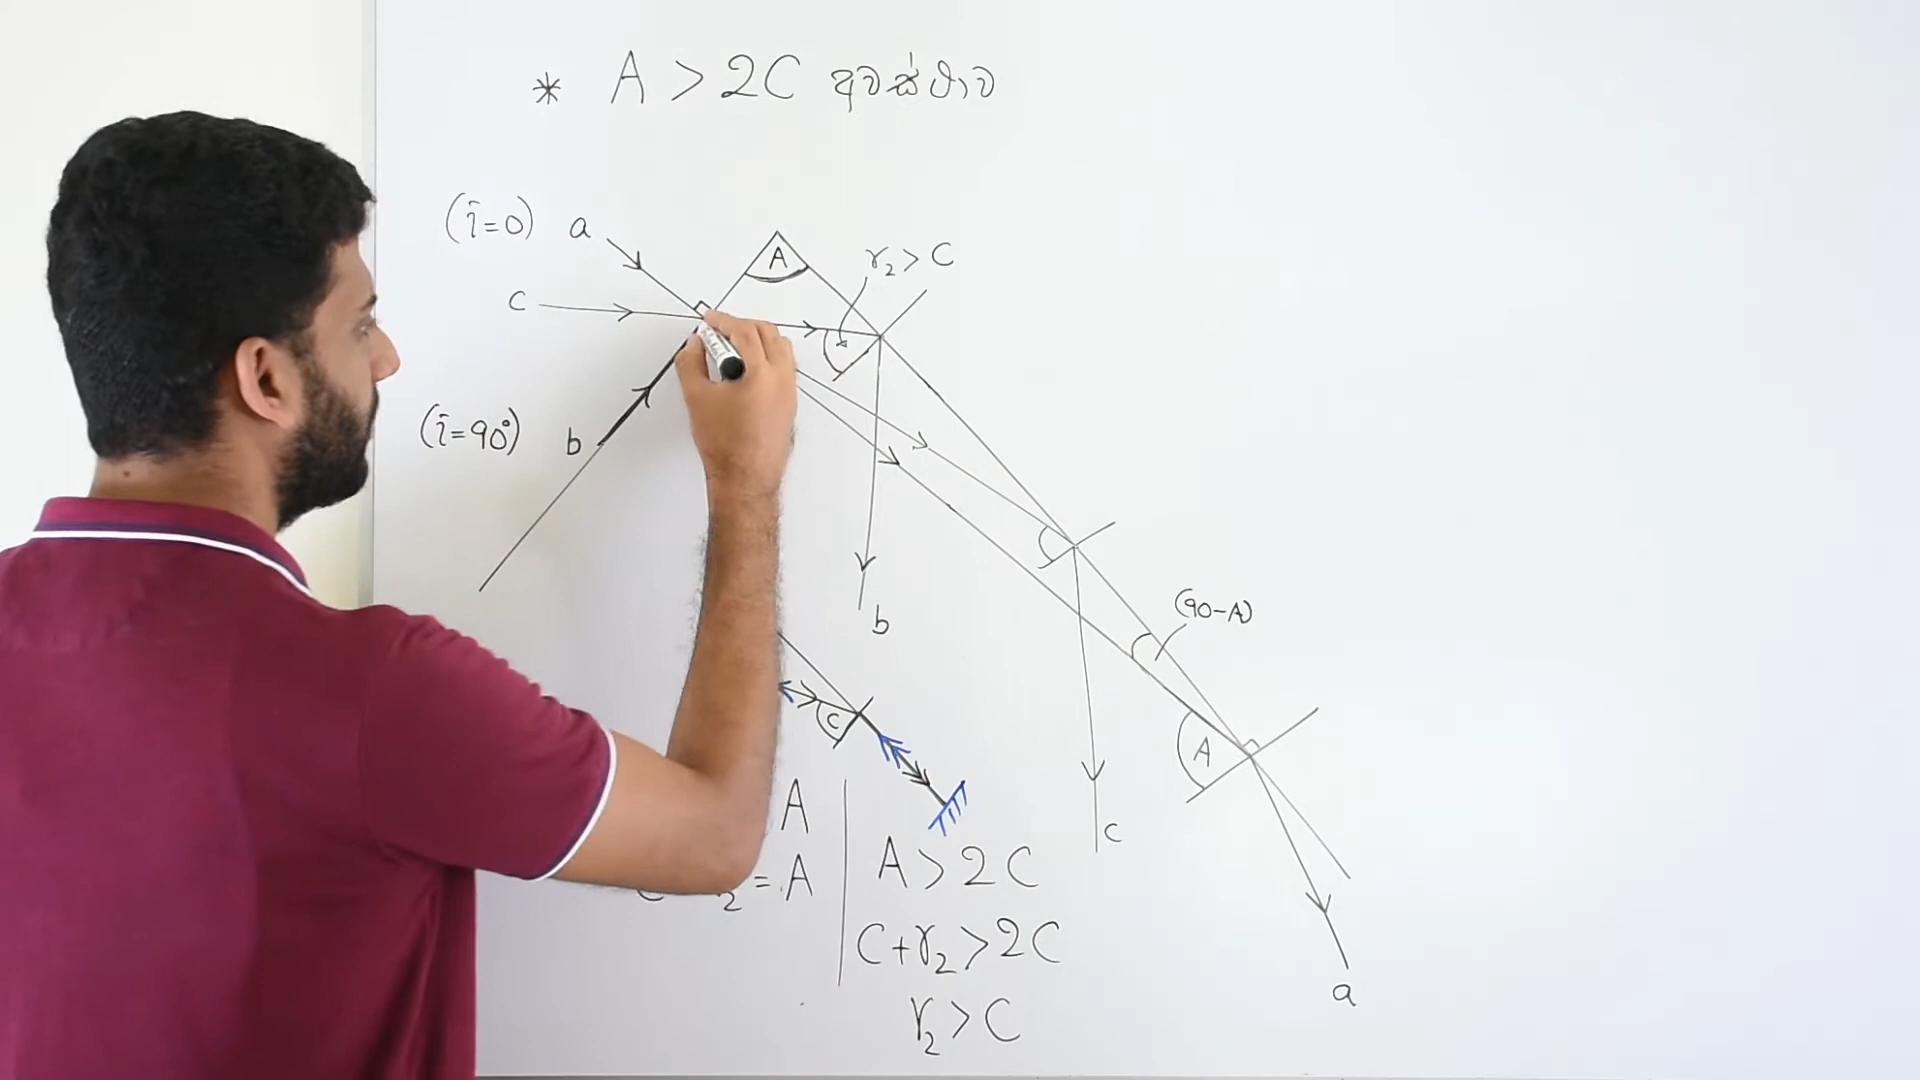 * A > 2C අවස්ථාව
(i=0) a
A
r₂ > C
c
(i=90°) b
b
(90-A)
A
C
c
A
= A
2
A > 2C
C+r₂ > 2C
r₂ > C
a